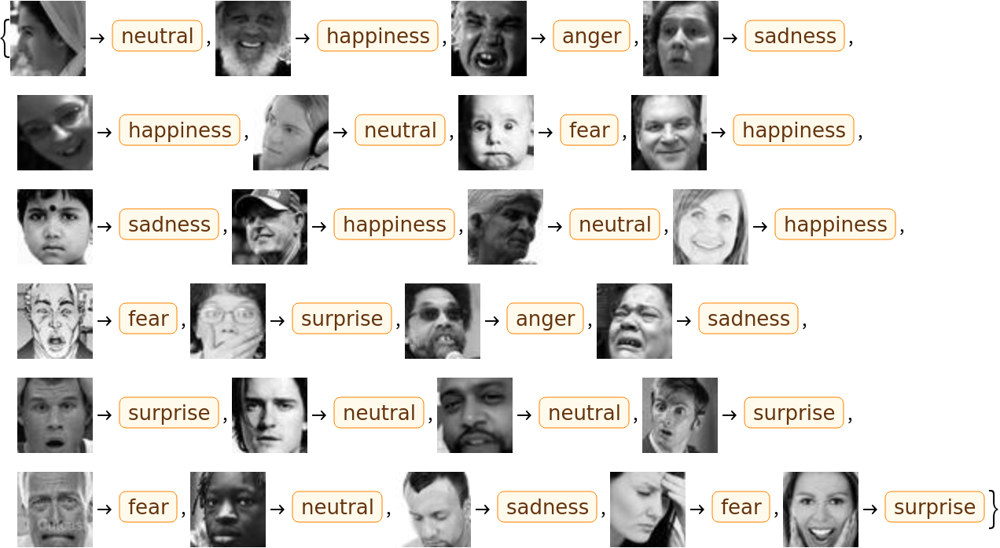 { → neutral, → happiness, → anger, → sadness,
→ happiness, → neutral, → fear, → happiness,
→ sadness, → happiness, → neutral, → happiness,
→ fear, → surprise, → anger, → sadness,
→ surprise, → neutral, → neutral, → surprise,
→ fear, → neutral, → sadness, → fear, → surprise }